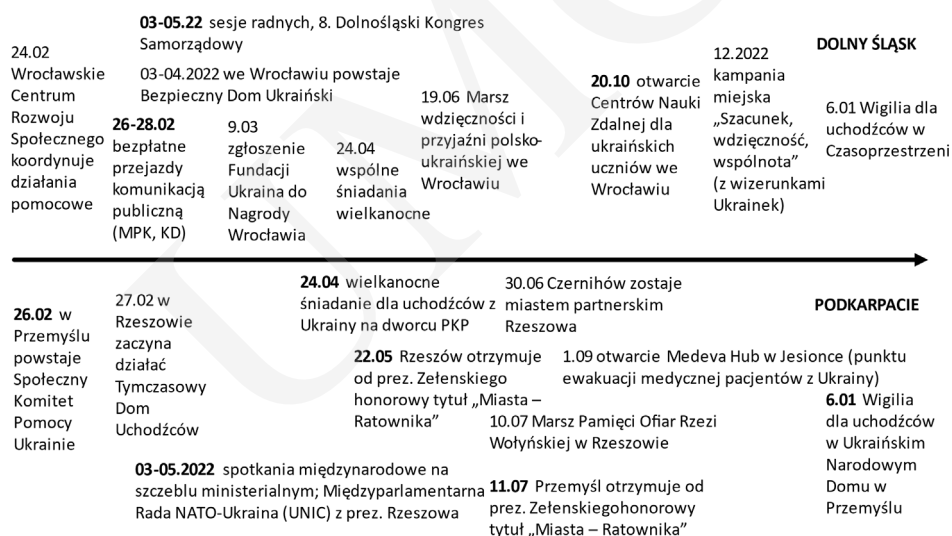 03-05.22 sesje radnych, 8. Dolnośląski Kongres
Samorządowy
DOLNY ŚLĄSK
24.02
Wrocławskie
Centrum
Rozwoju
Społecznego
koordynuje
działania
pomocowe
03-04.2022 we Wrocławiu powstaje
Bezpieczny Dom Ukraiński
26-28.02
bezpłatne
przejazdy
komunikacją
publiczną
(MPK, KD)
9.03
zgłoszenie
Fundacji
Ukraina do
Nagrody
Wrocławia
24.04
wspólne
śniadania
wielkanocne
19.06 Marsz
wdzięczności i
przyjaźni polsko-
ukraińskiej we
Wrocławiu
20.10 otwarcie
Centrów Nauki
Zdalnej dla
ukraińskich
uczniów we
Wrocławiu
12.2022
kampania
miejska
„Szacunek,
wdzięczność,
wspólnota”
(z wizerunkami
Ukrainek)
6.01 Wigilia dla
uchodźców w
Czasoprzestrzeni
PODKARPACIE
26.02 w
Przemyślu
powstaje
Społeczny
Komitet
Pomocy
Ukrainie
27.02 w
Rzeszowie
zaczyna
działać
Tymczasowy
Dom
Uchodźców
24.04 wielkanocne
śniadanie dla uchodźców z
Ukrainy na dworcu PKP
30.06 Czernihów zostaje
miastem partnerskim
Rzeszowa
22.05 Rzeszów otrzymuje
od prez. Zełenskiego
honorowy tytuł „Miasta –
Ratownika”
1.09 otwarcie Medeva Hub w Jesionce (punktu
ewakuacji medycznej pacjentów z Ukrainy)
10.07 Marsz Pamięci Ofiar Rzezi
Wołyńskiej w Rzeszowie
6.01 Wigilia
dla uchodźców
w Ukraińskim
Narodowym
Domu w
Przemyślu
03-05.2022 spotkania międzynarodowe na
szczeblu ministerialnym; Międzyparlamentarna
Rada NATO-Ukraina (UNIC) z prez. Rzeszowa
11.07 Przemyśl otrzymuje od
prez. Zełenskiegohonorowy
tytuł „Miasta – Ratownika”